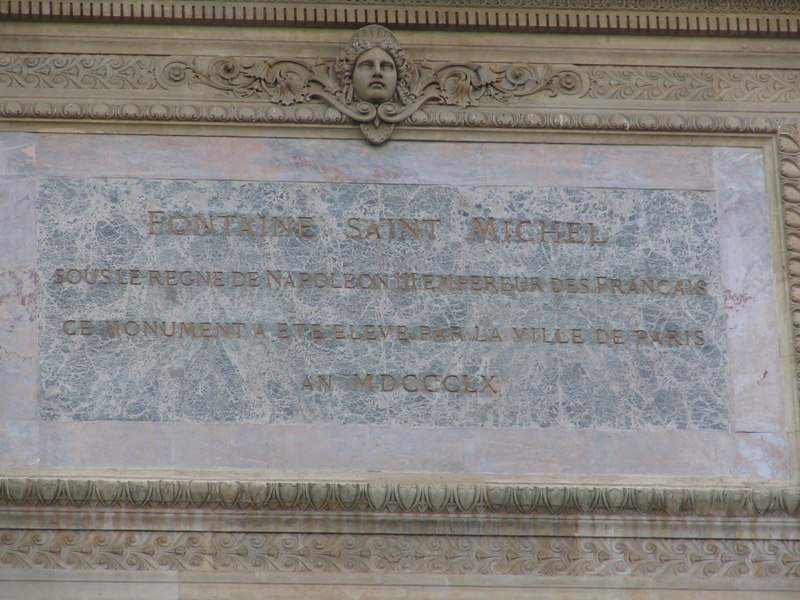 FONTAINE SAINT MICHEL
SOUS LE REGNE DE NAPOLEON III EMPEREUR DES FRANCAIS
CE MONUMENT A ETE ELEVE PAR LA VILLE DE PARIS
AN MDCCCLX